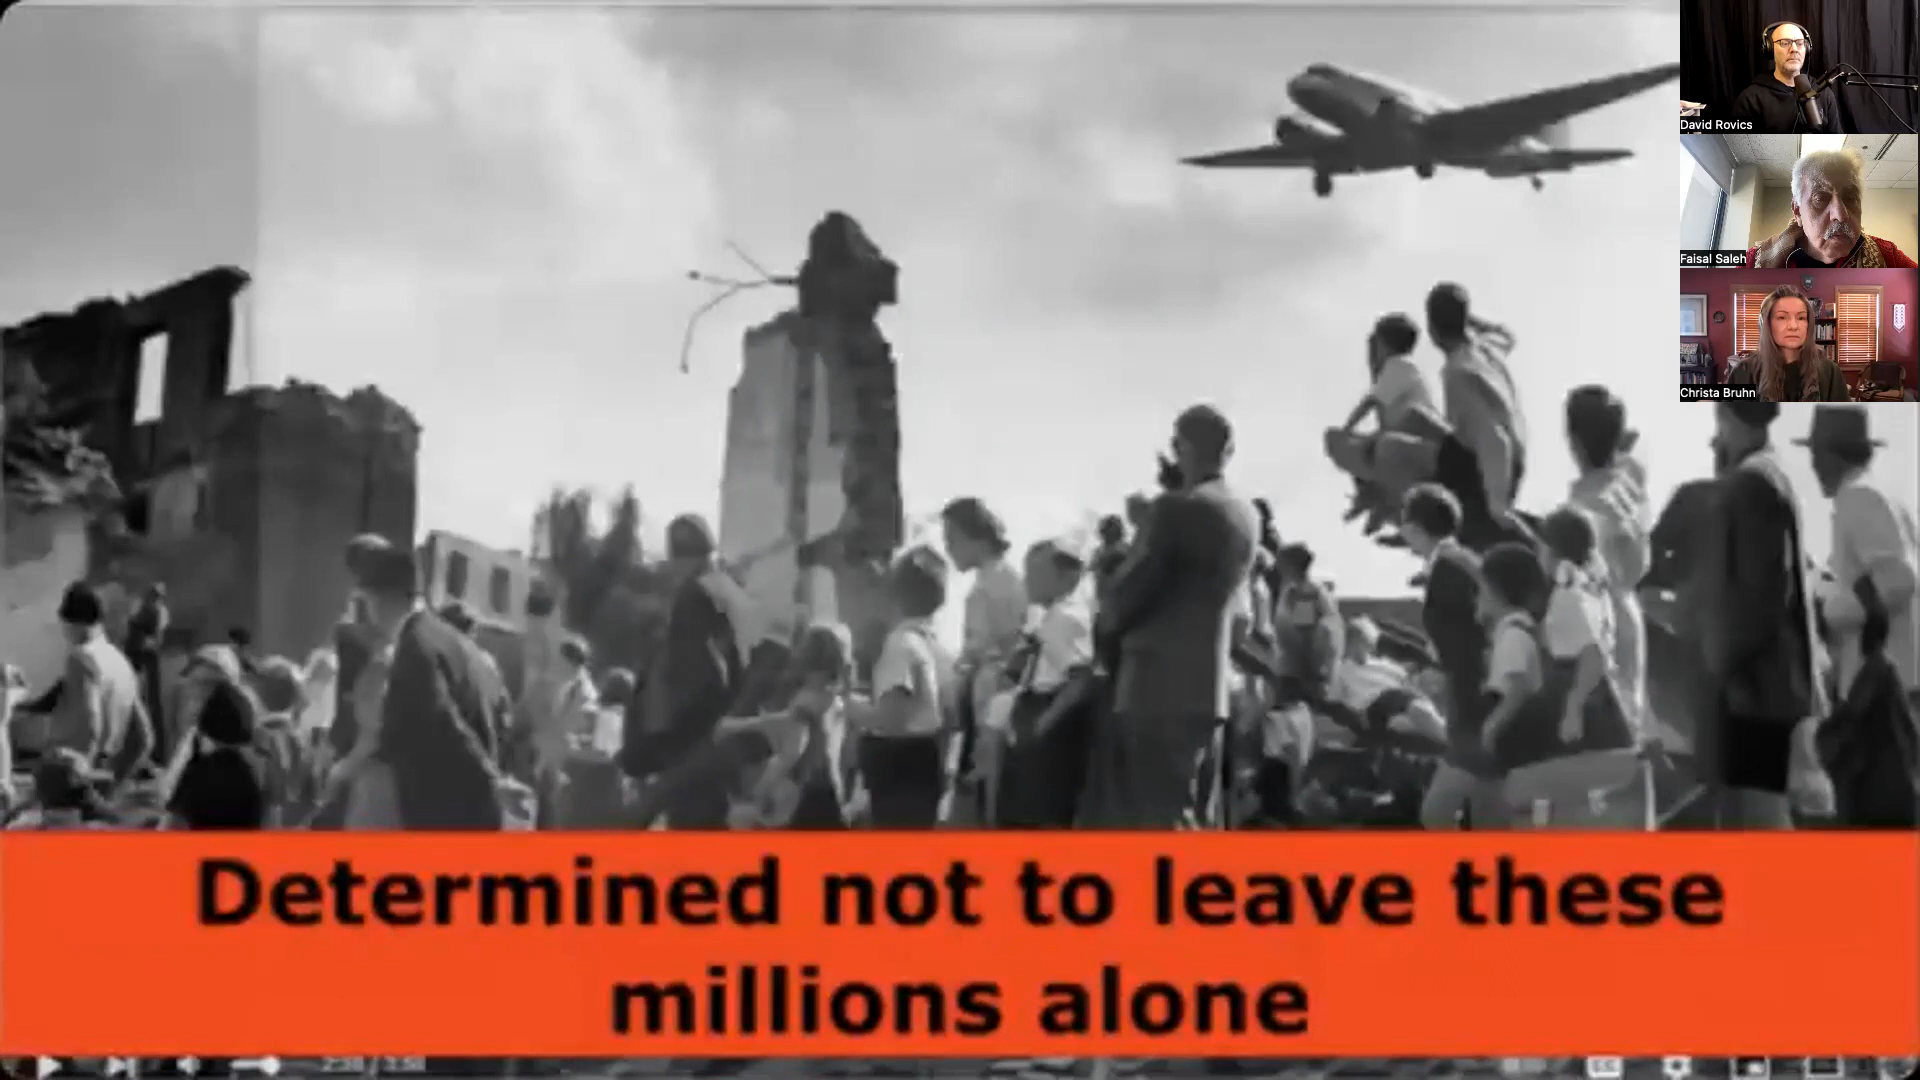 David Rovics
Faisal Saleh
Christa Bruhn
Determined not to leave these
millions alone